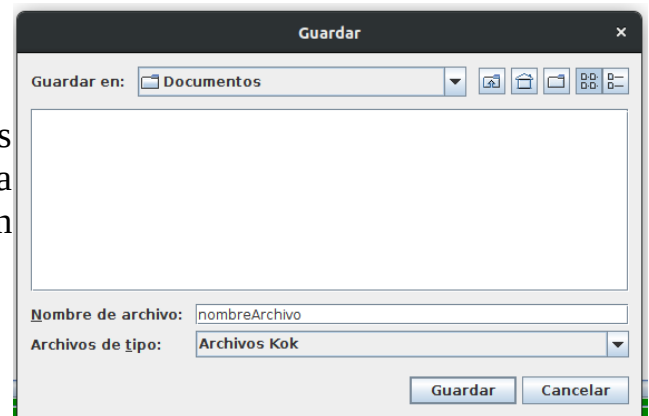 Guardar
Guardar en: Documentos
s
a
n
Nombre de archivo: nombreArchivo
Archivos de tipo: Archivos Kok
Guardar Cancelar